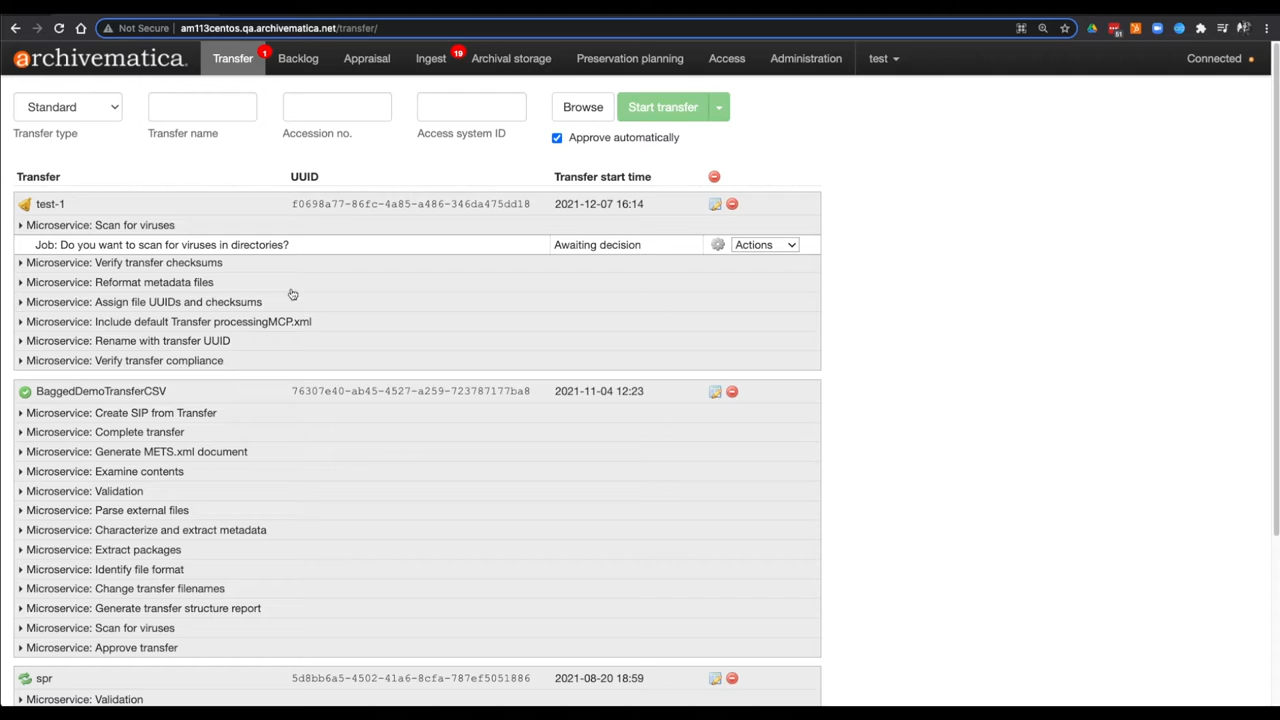 Not Secure am113centos.qa.archivematica.net/transfer/ 51
archivematica Transfer 1 Backlog Appraisal Ingest 19 Archival storage Preservation planning Access Administration test Connected
Standard Browse Start transfer
Transfer type Transfer name Accession no. Access system ID Approve automatically
Transfer UUID Transfer start time
test-1 f0698a77-86fc-4a85-a486-346da475dd18 2021-12-07 16:14
Microservice: Scan for viruses
Job: Do you want to scan for viruses in directories? Awaiting decision Actions
Microservice: Verify transfer checksums
Microservice: Reformat metadata files
Microservice: Assign file UUIDs and checksums
Microservice: Include default Transfer processingMCP.xml
Microservice: Rename with transfer UUID
Microservice: Verify transfer compliance
BaggedDemoTransferCSV 76307e40-ab45-4527-a259-723787177ba8 2021-11-04 12:23
Microservice: Create SIP from Transfer
Microservice: Complete transfer
Microservice: Generate METS.xml document
Microservice: Examine contents
Microservice: Validation
Microservice: Parse external files
Microservice: Characterize and extract metadata
Microservice: Extract packages
Microservice: Identify file format
Microservice: Change transfer filenames
Microservice: Generate transfer structure report
Microservice: Scan for viruses
Microservice: Approve transfer
spr 5d8bb6a5-4502-41a6-8cfa-787ef5051886 2021-08-20 18:59
Microservice: Validation